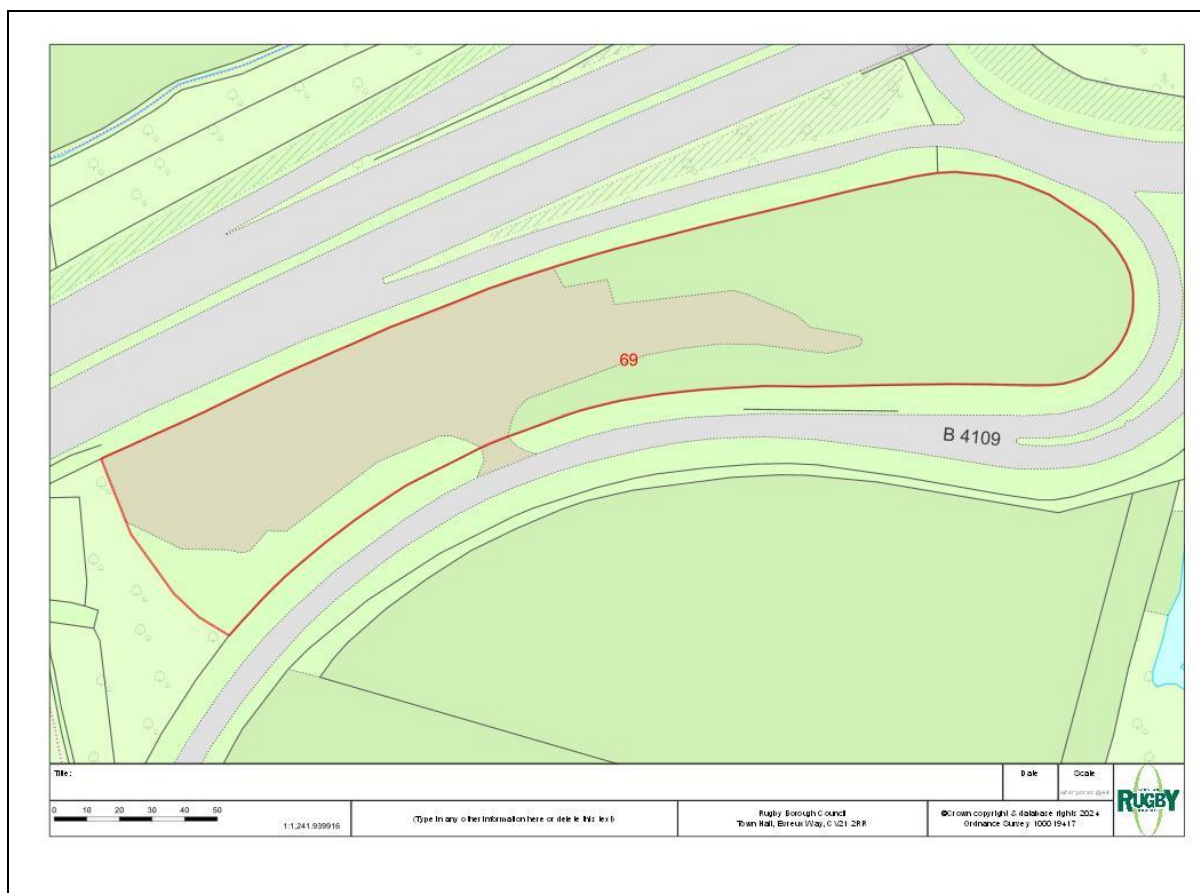 69
B 4109
Title:
Date
Scale
0 10 20 30 40 50
1:1,241.939916
(Type in any other information here or delete this text)
Rugby Borough Council
Town Hall, Evreux Way, CV21 2RR
©Crown copyright & database rights 2024
Ordnance Survey 100019417
RUGBY